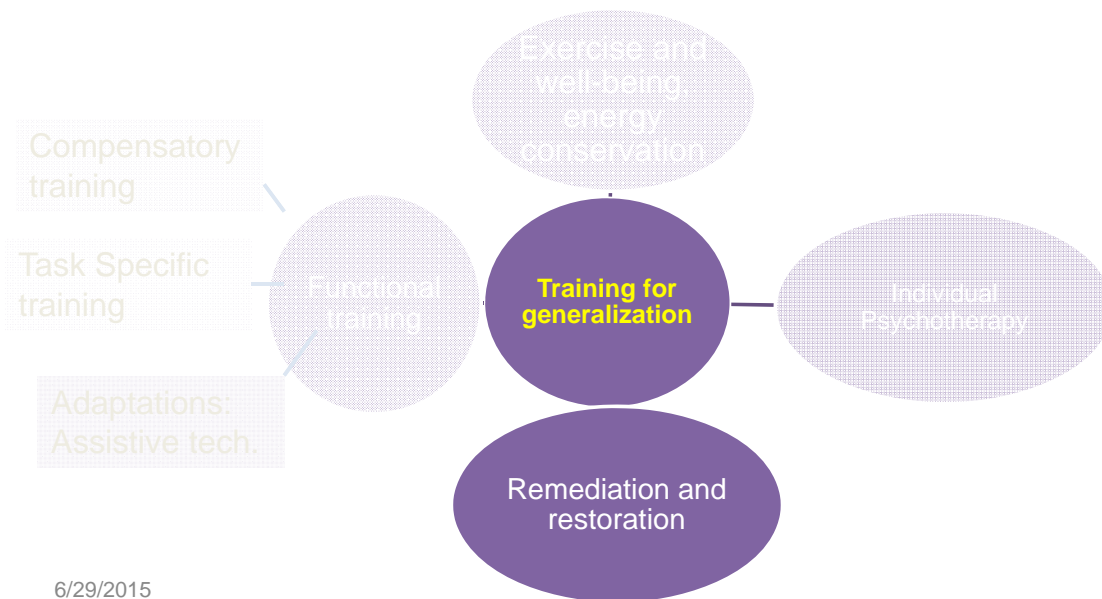 Exercise and
well-being,
energy
conservation
Compensatory
training
Task Specific
training
Functional
training
Training for
generalization
Individual
Psychotherapy
Adaptations:
Assistive tech.
Remediation and
restoration
6/29/2015